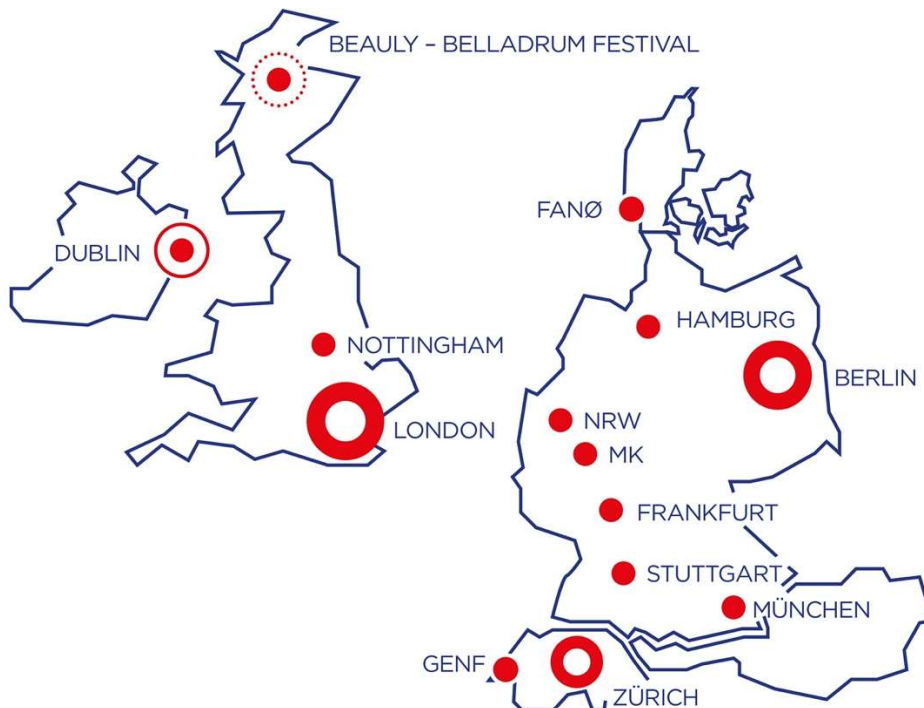 BEAULY – BELLADRUM FESTIVAL
FANØ
DUBLIN
HAMBURG
NOTTINGHAM
BERLIN
LONDON
NRW
MK
FRANKFURT
STUTTGART
MÜNCHEN
GENF
ZÜRICH